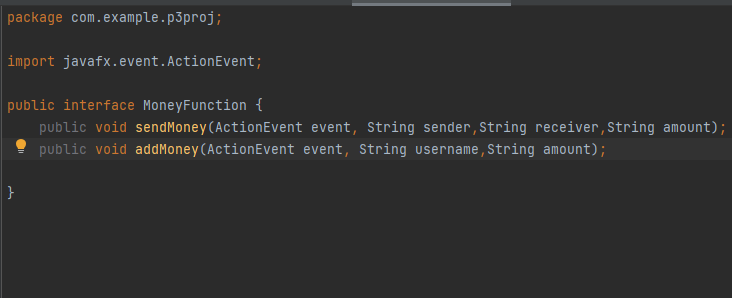 package com.example.p3proj;
import javafx.event.ActionEvent;
public interface MoneyFunction {
public void sendMoney(ActionEvent event, String sender,String receiver,String amount);
public void addMoney(ActionEvent event, String username,String amount);
}